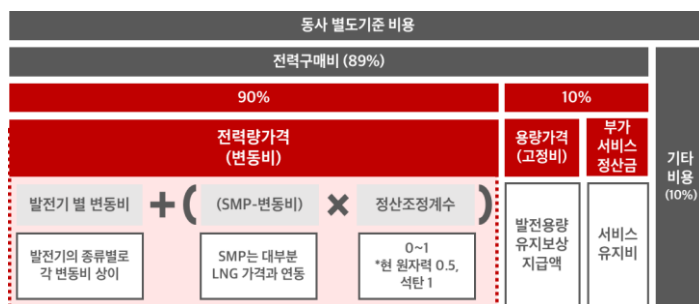 동사 별도기준 비용
전력구매비 (89%)
90%
10%
전력량가격
(변동비)
용량가격
(고정비)
부가
서비스
정산금
기타
비용
(10%)
발전기 별 변동비
+
(
(SMP-변동비)
×
정산조정계수
)
발전기의 종류별로
각 변동비 상이
SMP는 대부분
LNG 가격과 연동
0~1
*현 원자력 0.5,
석탄 1
발전용량
유지보상
지급액
서비스
유지비